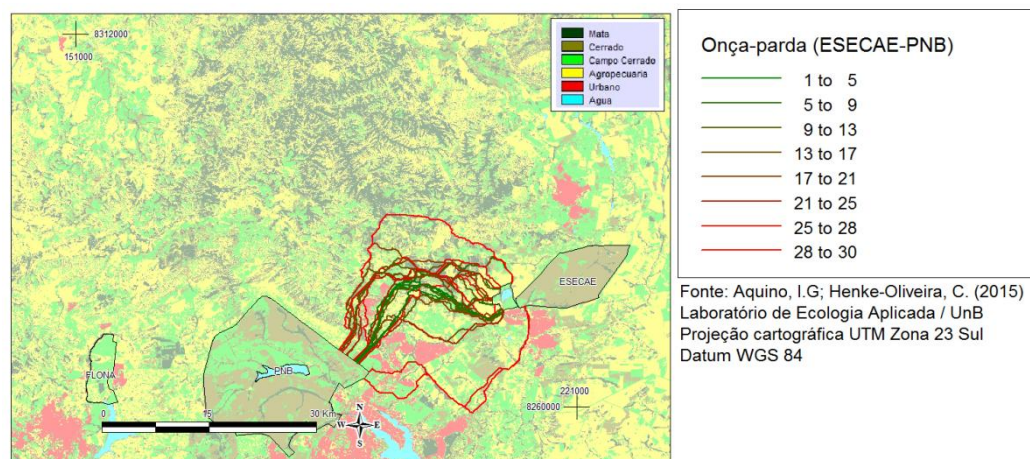 8312000
151000
Mata
Cerrado
Campo Cerrado
Agropecuaria
Urbano
Agua
ESECAE
FLONA
PNB
0 15 30 Km
N
W E
S
221000
8260000
Onça-parda (ESECAE-PNB)
1 to 5
5 to 9
9 to 13
13 to 17
17 to 21
21 to 25
25 to 28
28 to 30
Fonte: Aquino, I.G; Henke-Oliveira, C. (2015)
Laboratório de Ecologia Aplicada / UnB
Projeção cartográfica UTM Zona 23 Sul
Datum WGS 84